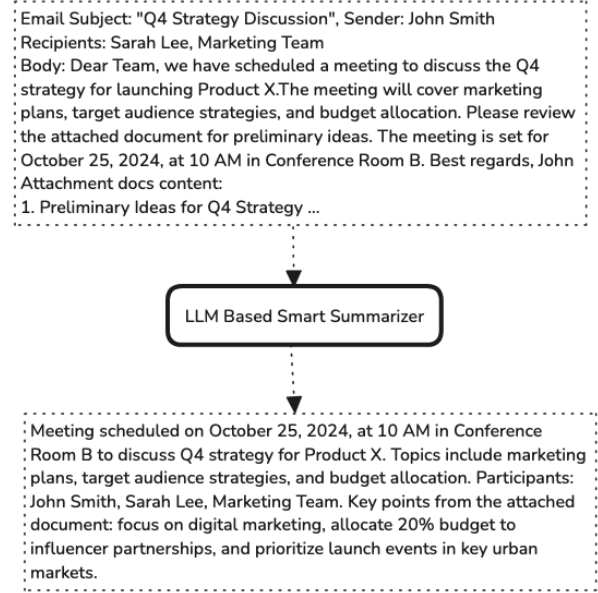 Email Subject: "Q4 Strategy Discussion", Sender: John Smith
Recipients: Sarah Lee, Marketing Team
Body: Dear Team, we have scheduled a meeting to discuss the Q4
strategy for launching Product X.The meeting will cover marketing
plans, target audience strategies, and budget allocation. Please review
the attached document for preliminary ideas. The meeting is set for
October 25, 2024, at 10 AM in Conference Room B. Best regards, John
Attachment docs content:
1. Preliminary Ideas for Q4 Strategy ...
LLM Based Smart Summarizer
Meeting scheduled on October 25, 2024, at 10 AM in Conference
Room B to discuss Q4 strategy for Product X. Topics include marketing
plans, target audience strategies, and budget allocation. Participants:
John Smith, Sarah Lee, Marketing Team. Key points from the attached
document: focus on digital marketing, allocate 20% budget to
influencer partnerships, and prioritize launch events in key urban
markets.